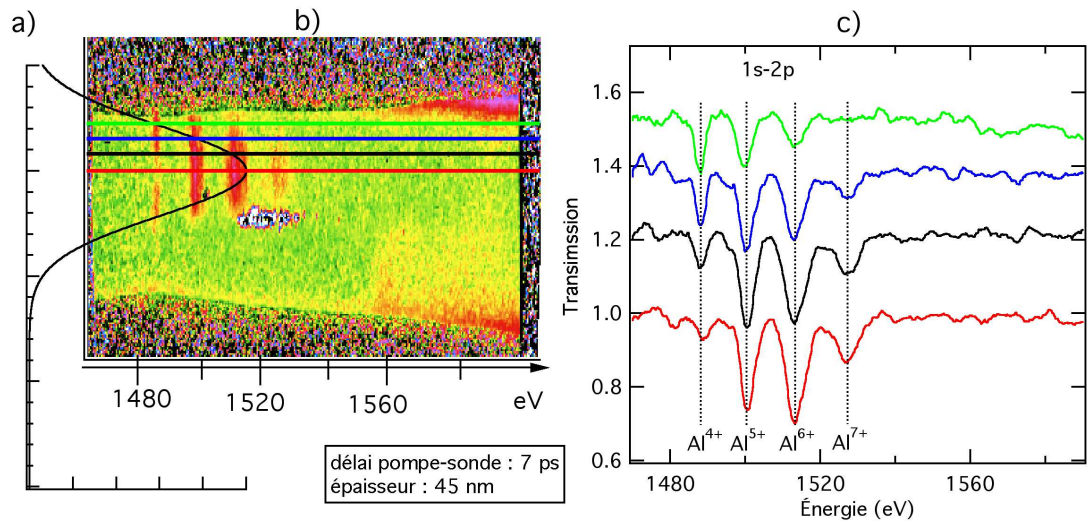 a)
b)
c)
1480
1520
1560
eV
délai pompe-sonde : 7 ps
épaisseur : 45 nm
1s-2p
1.6
1.4
1.2
1.0
0.8
0.6
Transimssion
Al4+
Al5+
Al6+
Al7+
1480
1520
1560
Énergie (eV)